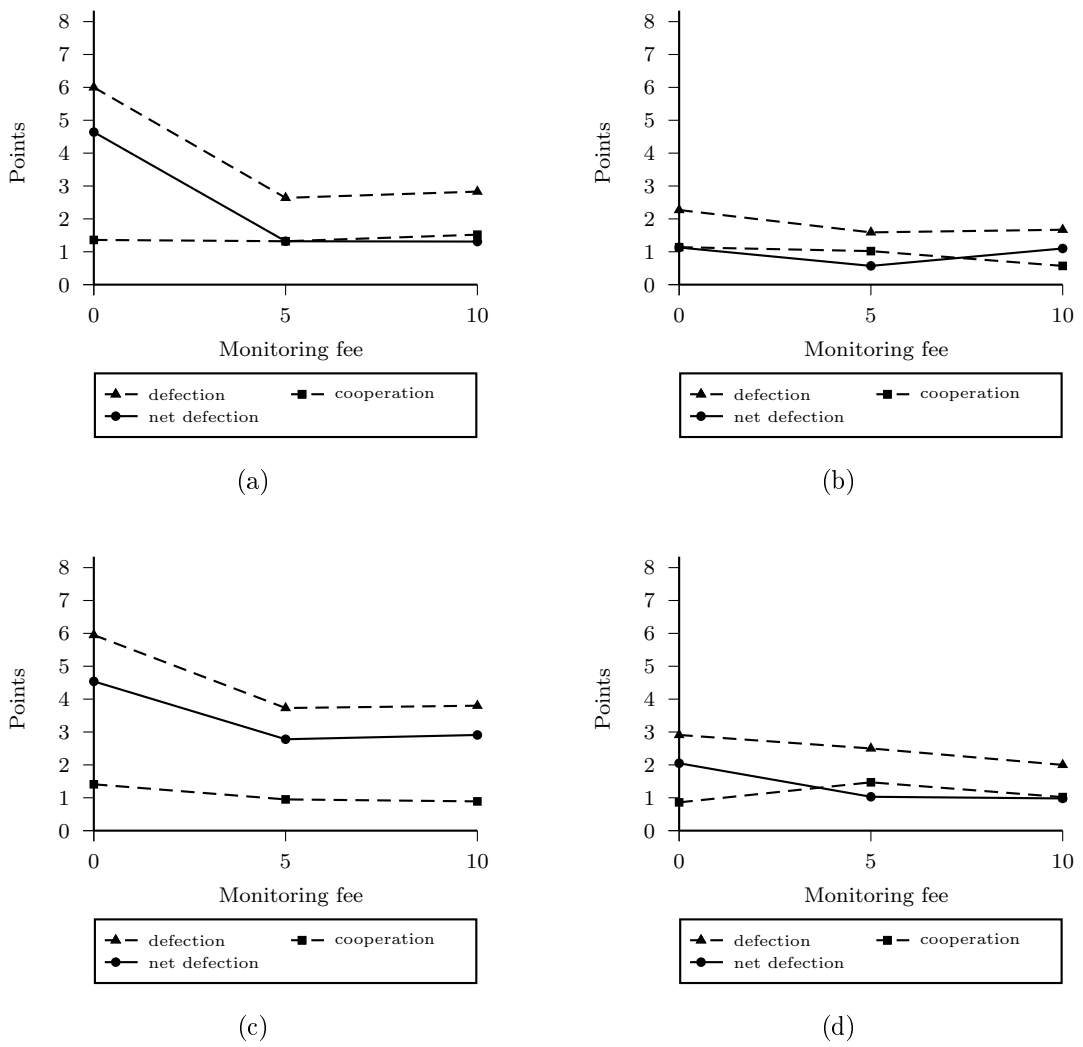 8
7
6
5
4
3
2
1
0
Points
0 5 10
Monitoring fee
defection cooperation
net defection
(a)
8
7
6
5
4
3
2
1
0
Points
0 5 10
Monitoring fee
defection cooperation
net defection
(b)
8
7
6
5
4
3
2
1
0
Points
0 5 10
Monitoring fee
defection cooperation
net defection
(c)
8
7
6
5
4
3
2
1
0
Points
0 5 10
Monitoring fee
defection cooperation
net defection
(d)